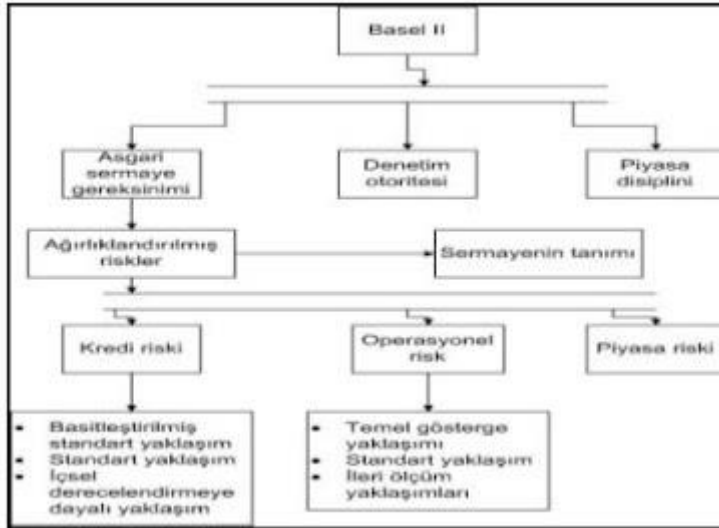 Basel Ii
Asgari
sermaye
gereksinimi
Denetim
otoritesi
Piyasa
disiplini
Ağırlıklandırılmış
riskler
Sermayenin tanımı
Kredi riski
Operasyonel
risk
Piyasa riski
• Basitleştirilmiş
standart yaklaşım
• Standart yaklaşım
• İçsel
derecelendirmeye
dayalı yaklaşım
• Temel gösterge
yaklaşımı
• Standart yaklaşım
• İleri ölçüm
yaklaşımları